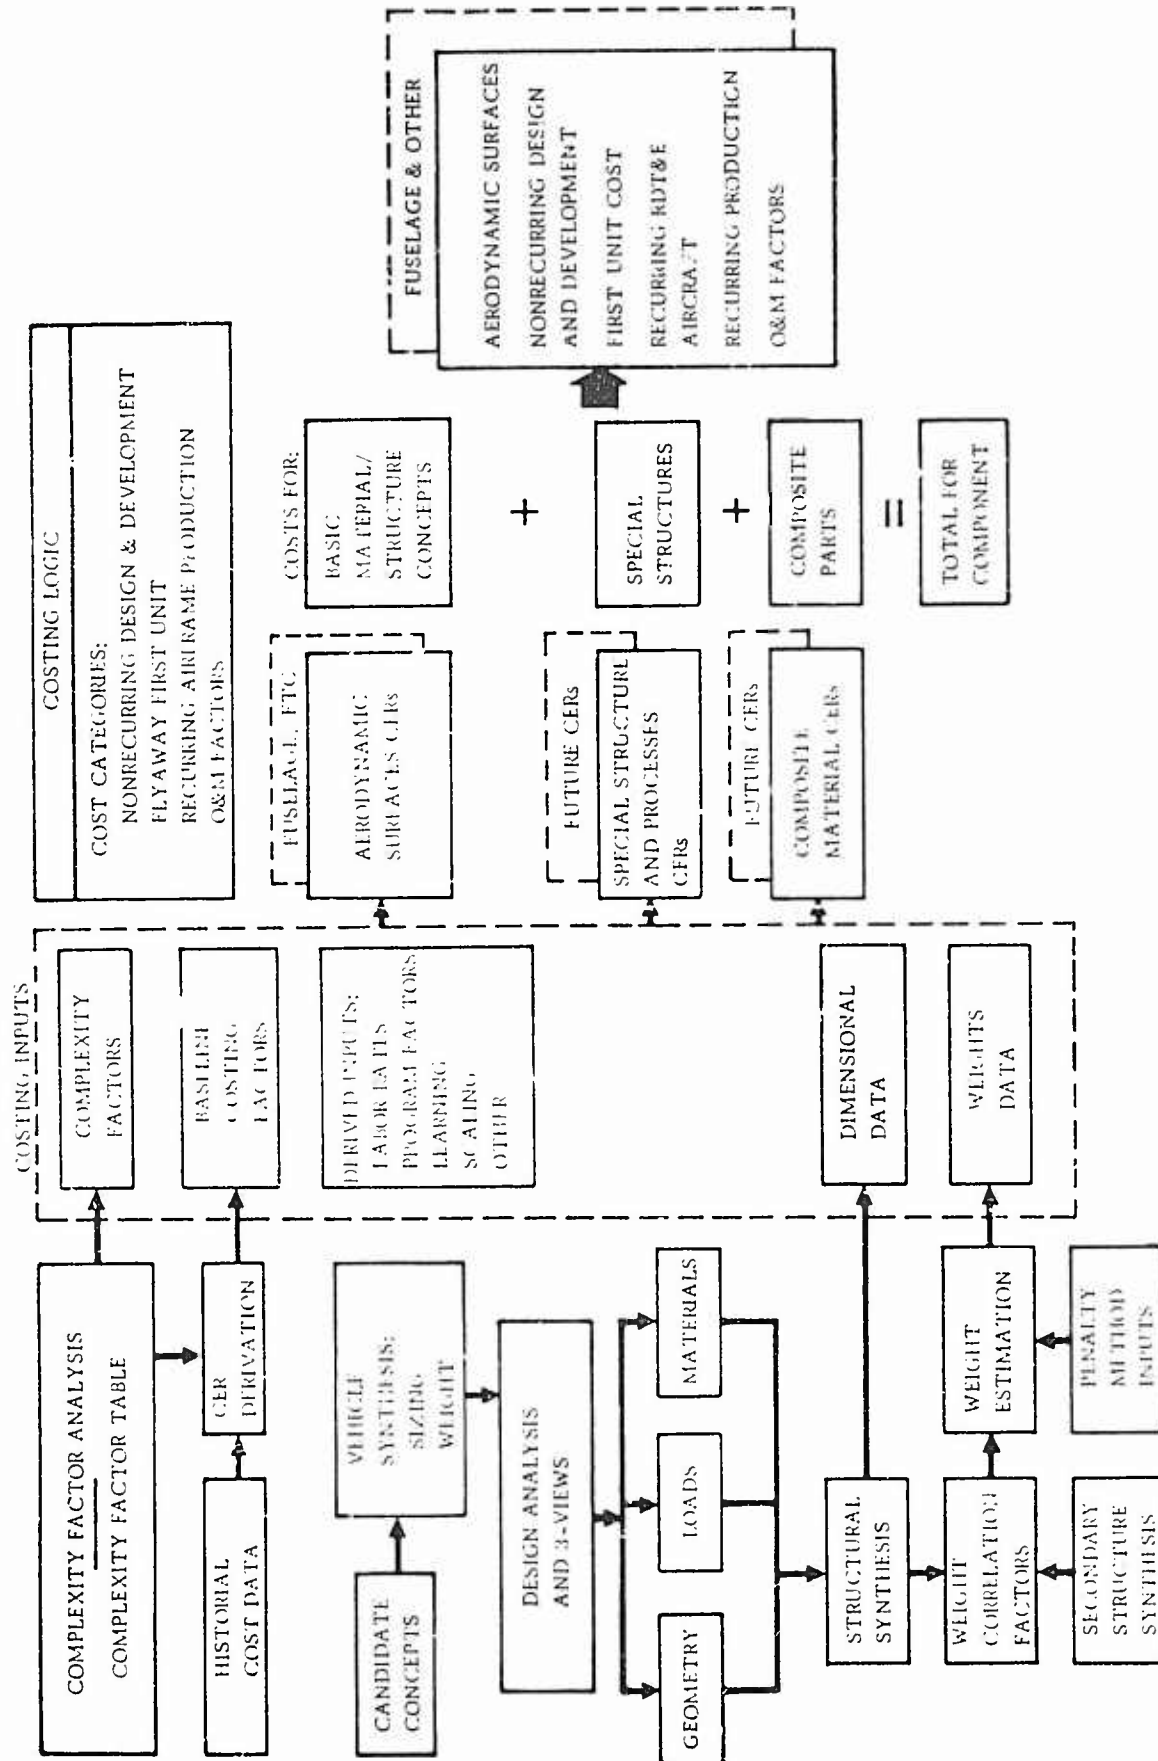 COMPLEXITY FACTOR ANALYSIS
COMPLEXITY FACTOR TABLE
HISTORIAL
COST DATA
CER
DERIVATION
CANDIDATE
CONCEPTS
VEHICLE
SYNTHESIS:
SIZING
WEIGHT
DESIGN ANALYSIS
AND 3-VIEWS
GEOMETRY
LOADS
MATERIALS
STRUCTURAL
SYNTHESIS
WEIGHT
CORRELATION
FACTORS
SECONDARY
STRUCTURE
SYNTHESIS
WEIGHT
ESTIMATION
PENALTY
METHOD
INPUTS
COSTING INPUTS
COMPLEXITY
FACTORS
BASELINE
COSTING
FACTORS
DERIVED INPUTS:
LABOR RATES
PROGRAM FACTORS
LEARNING
SCALING
OTHER
DIMENSIONAL
DATA
WEIGHTS
DATA
COSTING LOGIC
COST CATEGORIES:
NONRECURRING DESIGN & DEVELOPMENT
FLYAWAY FIRST UNIT
RECURRING AIRFRAME PRODUCTION
O&M FACTORS
FUSELAGE, ETC
AERODYNAMIC
SURFACES CERs
FUTURE CERs
SPECIAL STRUCTURE
AND PROCESSES
CERs
FUTURE CERs
COMPOSITE
MATERIAL CERs
COSTS FOR:
BASIC
MATERIAL/
STRUCTURE
CONCEPTS
+
SPECIAL
STRUCTURES
+
COMPOSITE
PARTS
=
TOTAL FOR
COMPONENT
FUSELAGE & OTHER
AERODYNAMIC SURFACES
NONRECURRING DESIGN
AND DEVELOPMENT
FIRST UNIT COST
RECURRING RDT&E
AIRCRAFT
RECURRING PRODUCTION
O&M FACTORS